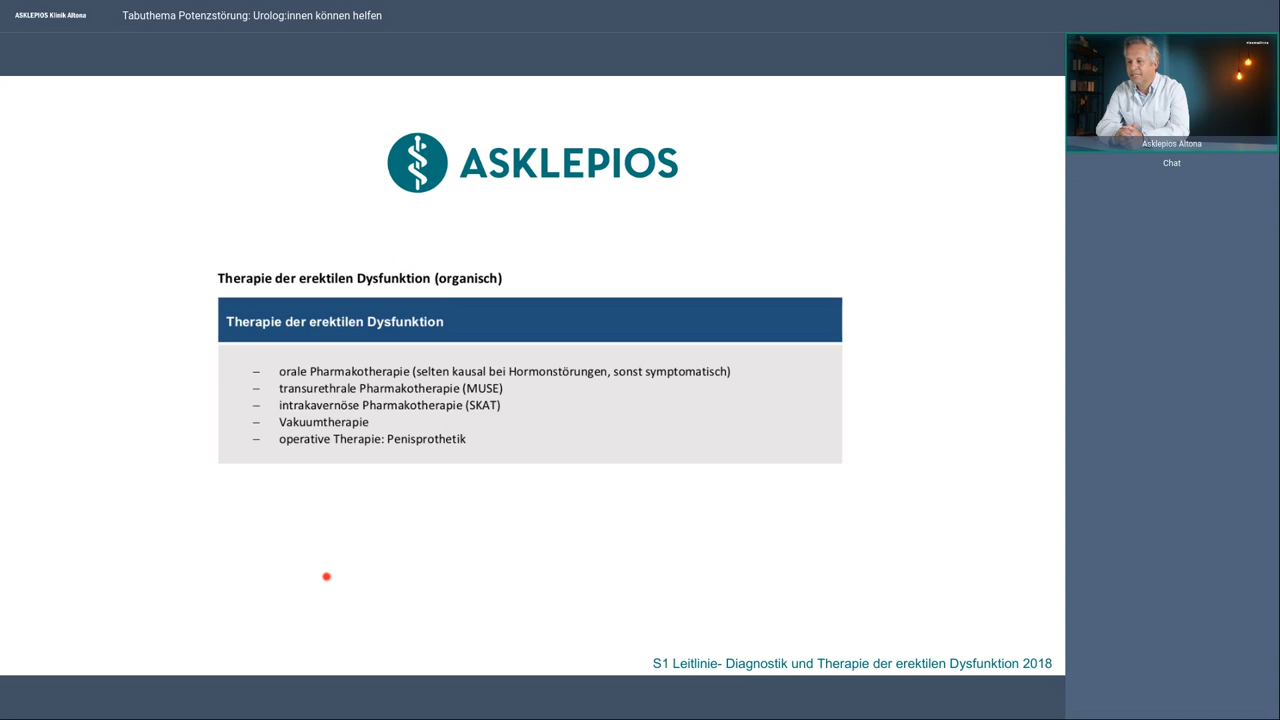 ASKLEPIOS Klinik Altona
Tabuthema Potenzstörung: Urolog:innen können helfen
Asklepios Altona
Chat
ASKLEPIOS
Therapie der erektilen Dysfunktion (organisch)
Therapie der erektilen Dysfunktion
– orale Pharmakotherapie (selten kausal bei Hormonstörungen, sonst symptomatisch)
– transurethrale Pharmakotherapie (MUSE)
– intrakavernöse Pharmakotherapie (SKAT)
– Vakuumtherapie
– operative Therapie: Penisprothetik
S1 Leitlinie- Diagnostik und Therapie der erektilen Dysfunktion 2018